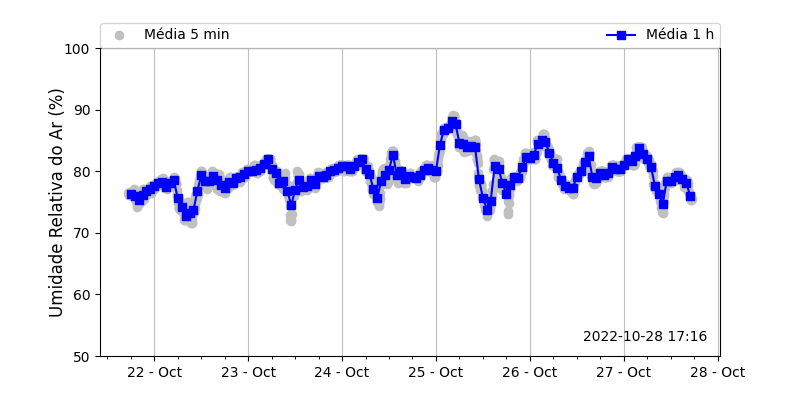 Média 5 min Média 1 h
Umidade Relativa do Ar (%)
100
90
80
70
60
50
2022-10-28 17:16
22 - Oct 23 - Oct 24 - Oct 25 - Oct 26 - Oct 27 - Oct 28 - Oct